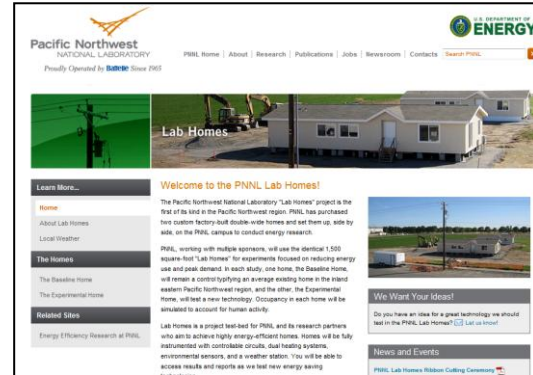 Pacific Northwest
NATIONAL LABORATORY
Proudly Operated by Battelle Since 1965
U.S. DEPARTMENT OF
ENERGY
PNNL Home | About | Research | Publications | Jobs | Newsroom | Contacts
Search PNNL
Lab Homes
Learn More...
Home
About Lab Homes
Local Weather
The Homes
The Baseline Home
The Experimental Home
Related Sites
Energy Efficiency Research at PNNL
Welcome to the PNNL Lab Homes!
The Pacific Northwest National Laboratory "Lab Homes" project is the
first of its kind in the Pacific Northwest region. PNNL has purchased
two custom factory-built double-wide homes and set them up, side by
side, on the PNNL campus to conduct energy research.
PNNL, working with multiple sponsors, will use the identical 1,500
square-foot "Lab Homes" for experiments focused on reducing energy
use and peak demand. In each study, one home, the Baseline Home,
will remain a control typifying an average existing home in the inland
eastern Pacific Northwest region, and the other, the Experimental
Home, will test a new technology. Occupancy in each home will be
simulated to account for human activity.
Lab Homes is a project test-bed for PNNL and its research partners
who aim to achieve highly energy-efficient homes. Homes will be fully
instrumented with controllable circuits, dual heating systems,
environmental sensors, and a weather station. You will be able to
access results and reports as we test new energy saving
We Want Your Ideas!
Do you have an idea for a great technology we should
test in the PNNL Lab Homes? Let us know!
News and Events
PNNL Lab Homes Ribbon Cutting Ceremony